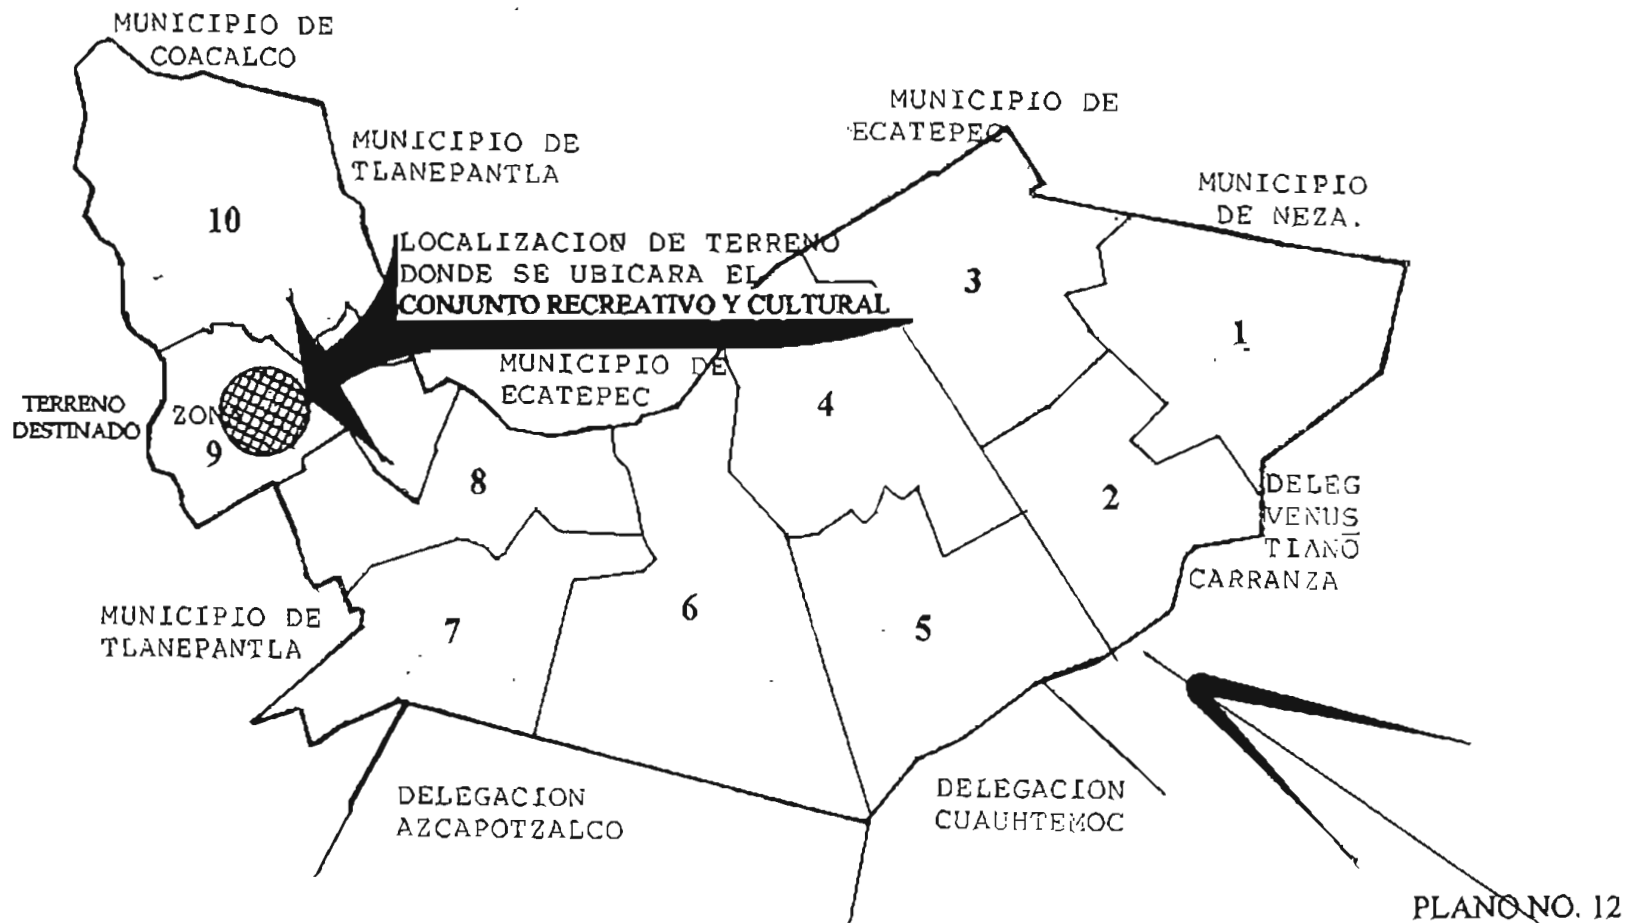 MUNICIPIO DE
COACALCO
MUNICIPIO DE
TLANEPANTLA
MUNICIPIO DE
ECATEPEC
MUNICIPIO
DE NEZA.
10
LOCALIZACION DE TERRENO
DONDE SE UBICARA EL
CONJUNTO RECREATIVO Y CULTURAL
3
1
MUNICIPIO DE
ECATEPEC
4
TERRENO
DESTINADO
ZON
9
8
2
DELEG
VENUS
TIANO
CARRANZA
MUNICIPIO DE
TLANEPANTLA
7
6
5
DELEGACION
AZCAPOTZALCO
DELEGACION
CUAUHTEMOC
PLANO NO. 12